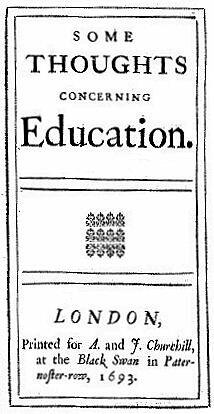 SOME
THOUGHTS
CONCERNING
Education.
LONDON,
Printed for A. and J. Churchill,
at the Black Swan in Pater-
noſter-row, 1693.